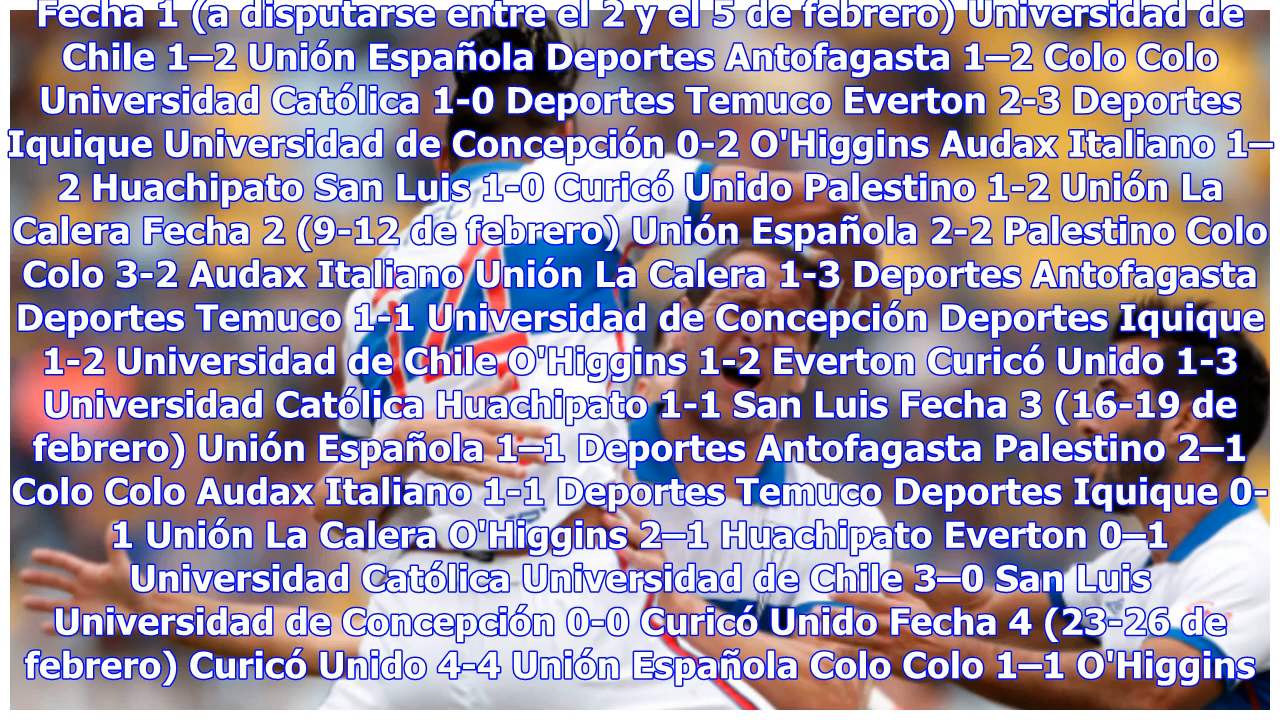 Fecha 1 (a disputarse entre el 2 y el 5 de febrero) Universidad de
Chile 1—2 Unión Española Deportes Antofagasta 1—2 Colo Colo
Universidad Católica 1-0 Deportes Temuco Everton 2-3 Deportes
Iquique Universidad de Concepción 0-2 O'Higgins Audax Italiano 1—
2 Huachipato San Luis 1-0 Curicó Unido Palestino 1-2 Unión La
Calera Fecha 2 (9-12 de febrero) Unión Española 2-2 Palestino Colo
Colo 3-2 Audax Italiano Unión La Calera 1-3 Deportes Antofagasta
Deportes Temuco 1-1 Universidad de Concepción Deportes Iquique
1-2 Universidad de Chile O'Higgins 1-2 Everton Curicó Unido 1-3
Universidad Católica Huachipato 1-1 San Luis Fecha 3 (16-19 de
febrero) Unión Española 1—1 Deportes Antofagasta Palestino 2—1
Colo Colo Audax Italiano 1-1 Deportes Temuco Deportes Iquique 0-
1 Unión La Calera O'Higgins 2—1 Huachipato Everton 0—1
Universidad Católica Universidad de Chile 3—0 San Luis
Universidad de Concepción 0-0 Curicó Unido Fecha 4 (23-26 de
febrero) Curicó Unido 4-4 Unión Española Colo Colo 1—1 O'Higgins